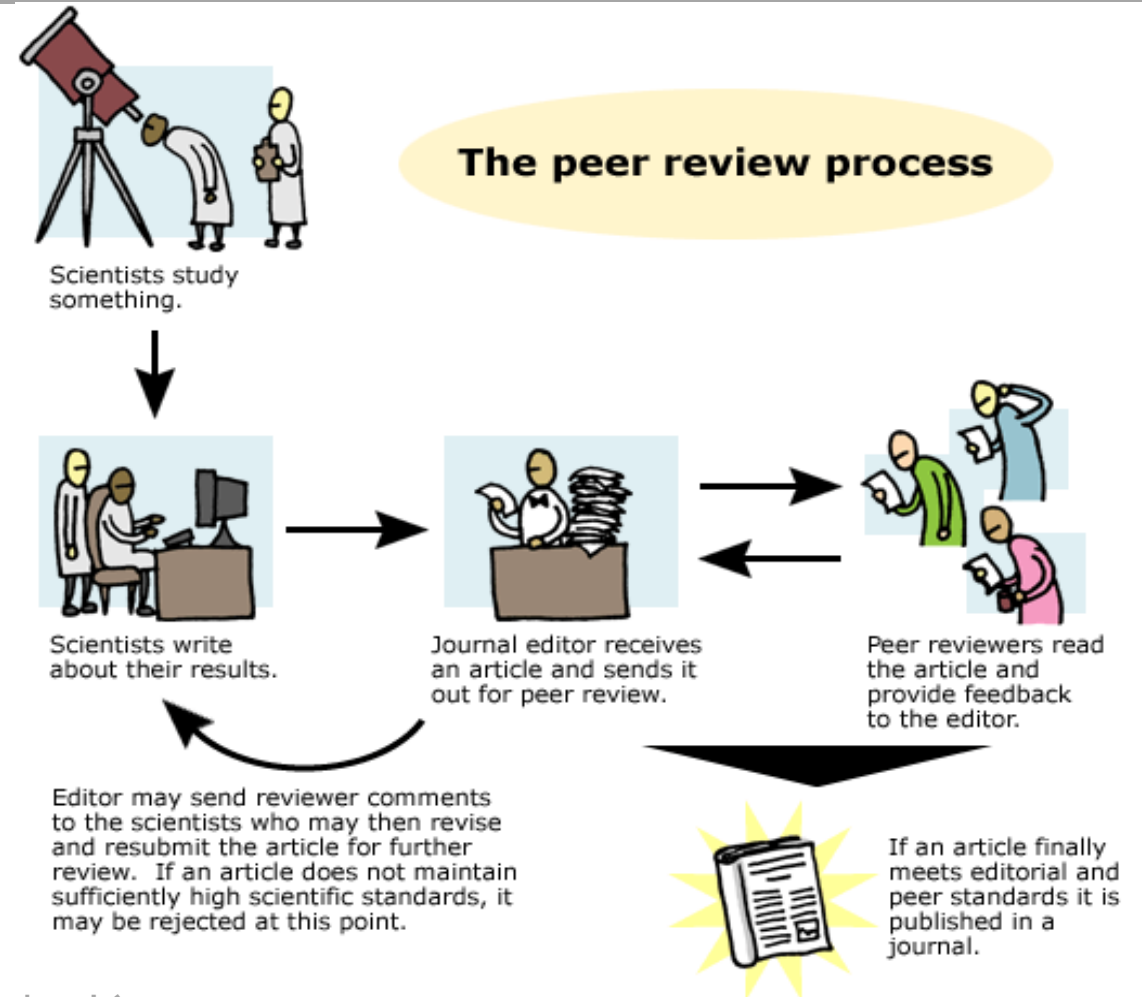 The peer review process
Scientists study
something.
Scientists write
about their results.
Journal editor receives
an article and sends it
out for peer review.
Peer reviewers read
the article and
provide feedback
to the editor.
Editor may send reviewer comments
to the scientists who may then revise
and resubmit the article for further
review.  If an article does not maintain
sufficiently high scientific standards, it
may be rejected at this point.
If an article finally
meets editorial and
peer standards it is
published in a
journal.